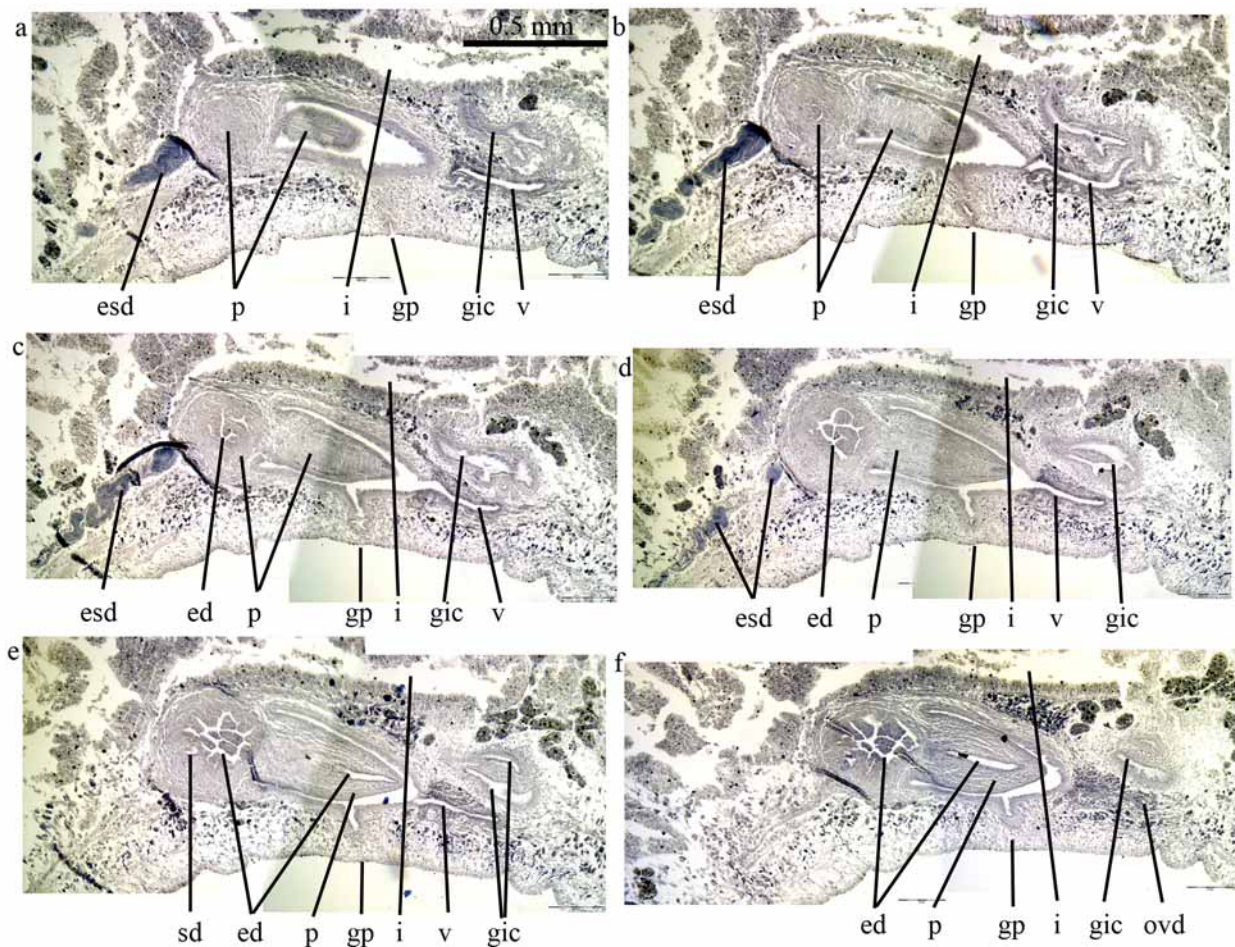 a
0.5 mm
b
esd p i gp gic v
esd p i gp gic v
c
d
esd ed p gp i gic v
esd ed p gp i v gic
e
f
sd ed p gp i v gic
ed p gp i gic ovd